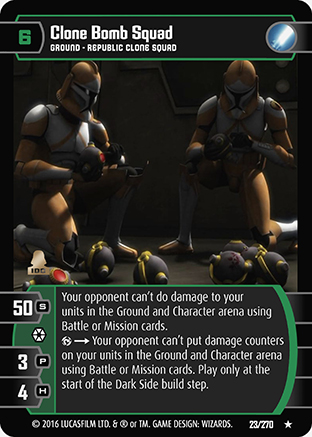 6
Clone Bomb Squad
GROUND - REPUBLIC CLONE SQUAD
IDC
50 S
Your opponent can't do damage to your
units in the Ground and Character arena using
Battle or Mission cards.
Your opponent can't put damage counters
on your units in the Ground and Character arena
using Battle or Mission cards. Play only at the
start of the Dark Side build step.
3 P
4 H
© 2016 LUCASFILM LTD. & ® OR TM. GAME DESIGN: WIZARDS. 23/270